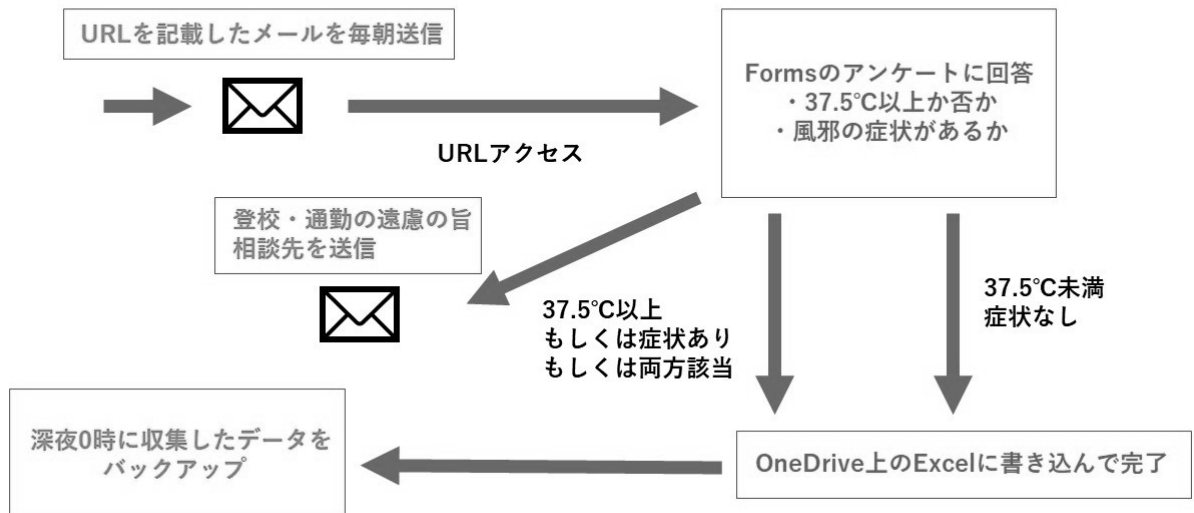 URLを記載したメールを毎朝送信
Formsのアンケートに回答
・37.5℃以上か否か
・風邪の症状があるか
URLアクセス
登校・通勤の遠慮の旨
相談先を送信
37.5℃以上
もしくは症状あり
もしくは両方該当
37.5℃未満
症状なし
深夜0時に収集したデータを
バックアップ
OneDrive上のExcelに書き込んで完了